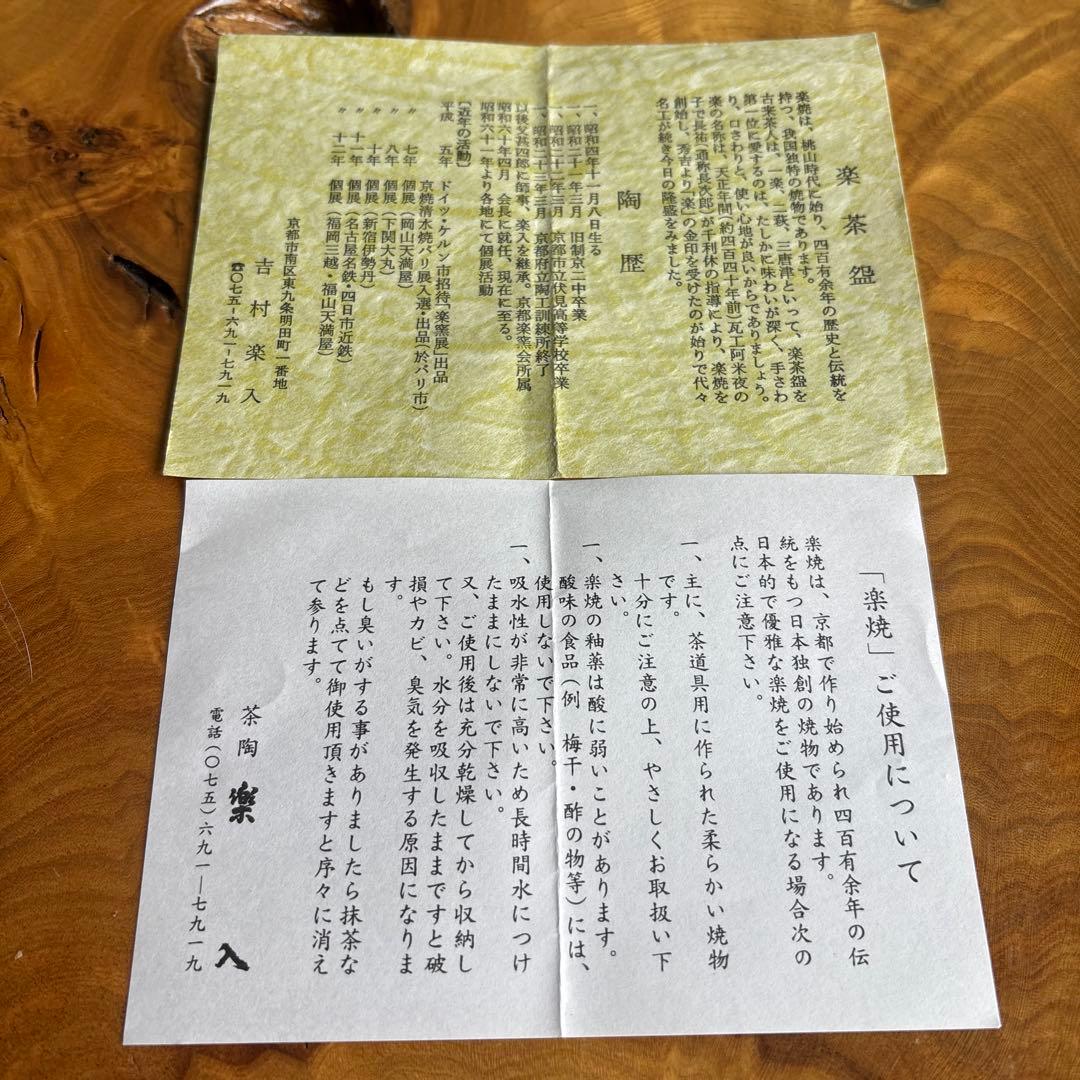 楽茶盌
楽焼は、桃山時代に始り、四百有余年の歴史と伝統を
持つ、我国独特の焼物であります。
古来茶人は、一楽、二萩、三唐津といって、楽茶盌を
第一位に愛するのは、たしかに味わいが深く、手ざわ
り、口ざわりと、使い心地が良いからでありましょう。
楽の名称は、天正年間(約四百四十年前)瓦工阿米夜の
子で長祐(通称長次郎)が千利休の指導により、楽焼を
創始し、秀吉より「楽」の金印を受けたのが始りで代々
名工が続き今日の隆盛をみました。
陶歴
一、昭和四年十一月八日生る
一、昭和二十一年三月 旧制京二中卒業
一、昭和二十二年三月 京都市立伏見高等学校卒業
一、昭和二十三年三月 京都府立陶工訓練所終了
以後父甚四郎に師事、楽入を継承。京都楽窯会所属
昭和六十年四月 会長に就任、現在に至る。
昭和六十一年より各地にて個展活動
〔近年の活動〕
平成 五年 ドイツ・ケルン市招待「楽窯展」出品
京焼清水焼パリ展入選・出品(於パリ市)
〃 七年 個展(岡山天満屋)
〃 八年 個展(下関大丸)
〃 十年 個展(新宿伊勢丹)
〃 十一年 個展(名古屋名鉄・四日市近鉄)
〃 十二年 個展(福岡三越・福山天満屋)
京都市南区東九条明田町一番地
吉村楽入
☎〇七五-六九一-七九一九
「楽焼」ご使用について
楽焼は、京都で作り始められ四百有余年の伝
統をもつ日本独創の焼物であります。
日本的で優雅な楽焼をご使用になる場合次の
点にご注意下さい。
一、主に、茶道具用に作られた柔らかい焼物
です。
十分にご注意の上、やさしくお取扱い下
さい。
一、楽焼の釉薬は酸に弱いことがあります。
酸味の食品(例 梅干・酢の物等)には、
使用しないで下さい。
一、吸水性が非常に高いため長時間水につけ
たままにしないで下さい。
又、ご使用後は充分乾燥してから収納し
て下さい。水分を吸収したままですと破
損やカビ、臭気を発生する原因になりま
す。
もし臭いがする事がありましたら抹茶な
どを点てて御使用頂きますと序々に消え
て参ります。
茶陶 樂入
電話(〇七五)六九一―七九一九